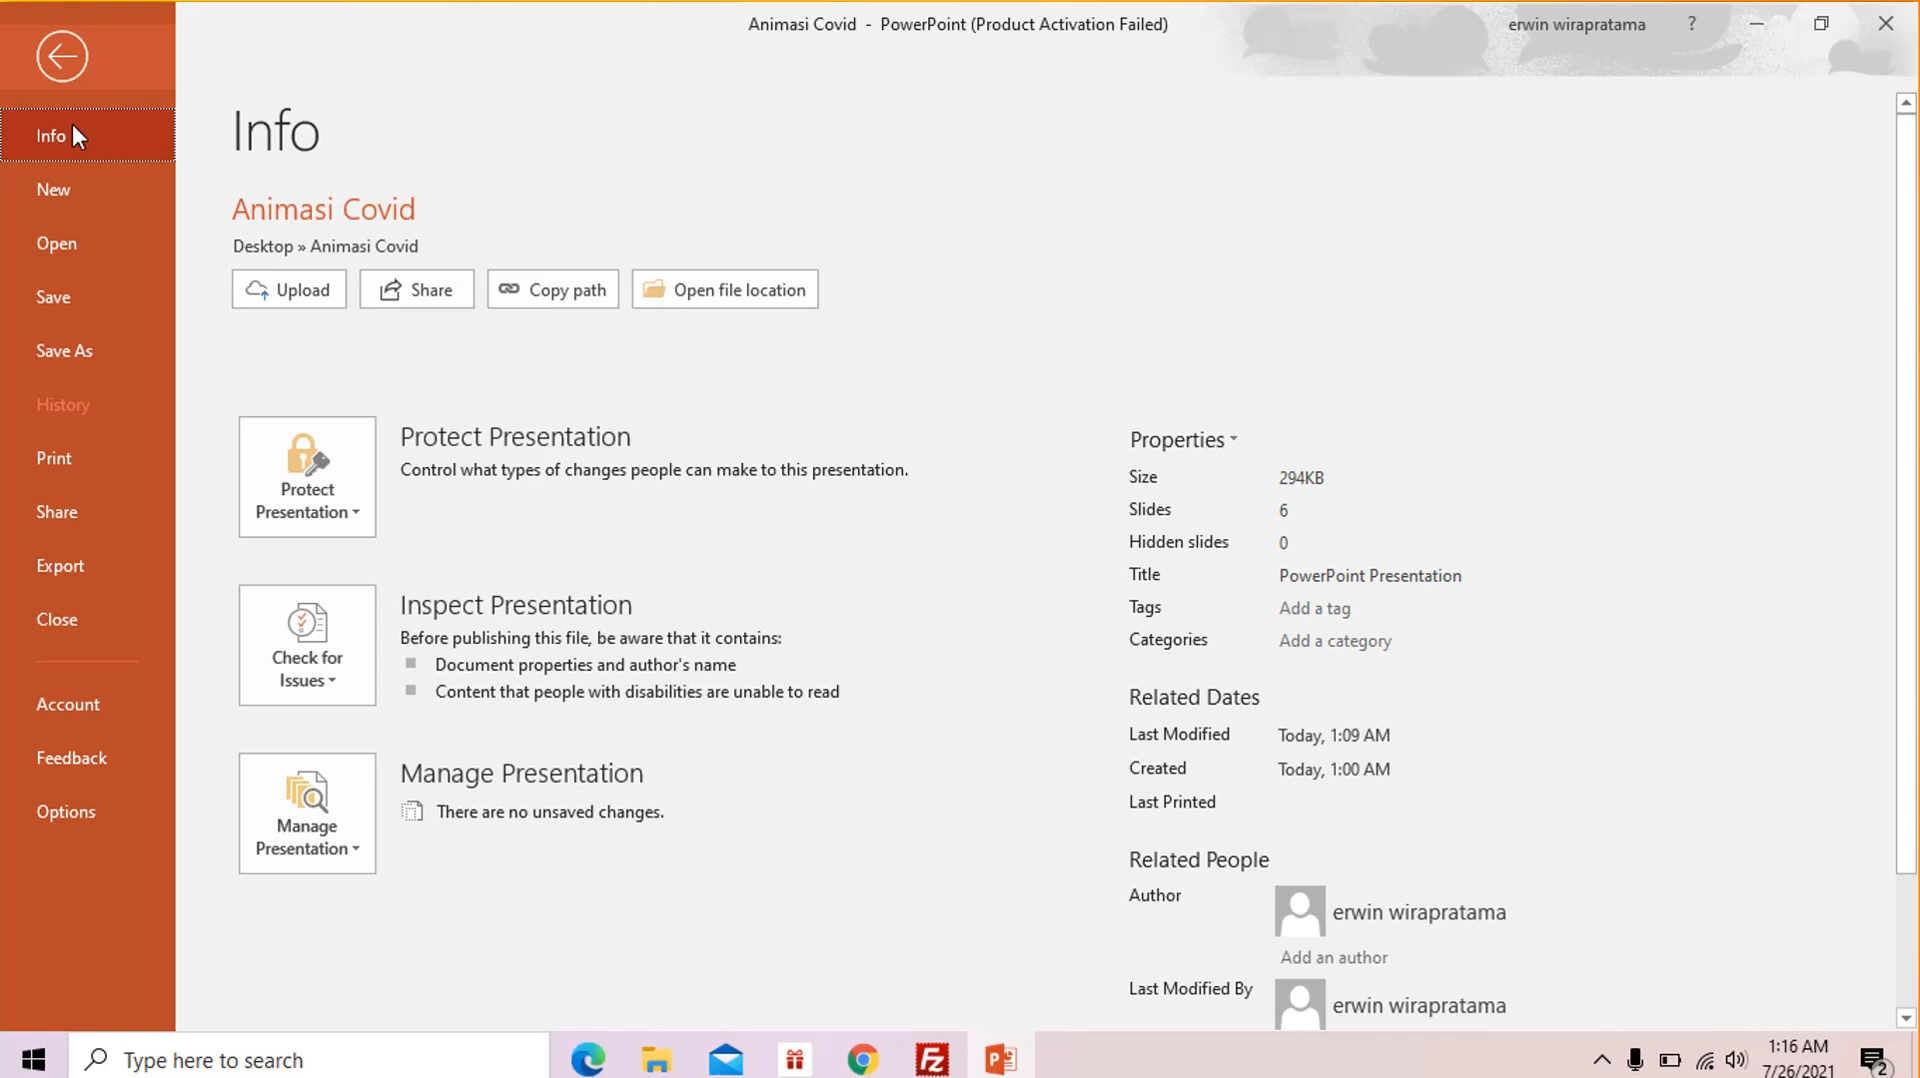 Animasi Covid - PowerPoint (Product Activation Failed)
erwin wirapratama
?
Info
New
Open
Save
Save As
History
Print
Share
Export
Close
Account
Feedback
Options
Info
Animasi Covid
Desktop » Animasi Covid
Upload
Share
Copy path
Open file location
Protect
Presentation
Protect Presentation
Control what types of changes people can make to this presentation.
Check for
Issues
Inspect Presentation
Before publishing this file, be aware that it contains:
Document properties and author's name
Content that people with disabilities are unable to read
Manage
Presentation
Manage Presentation
There are no unsaved changes.
Properties
Size 294KB
Slides 6
Hidden slides 0
Title PowerPoint Presentation
Tags Add a tag
Categories Add a category
Related Dates
Last Modified Today, 1:09 AM
Created Today, 1:00 AM
Last Printed
Related People
Author erwin wirapratama
Add an author
Last Modified By erwin wirapratama
Type here to search
Fz
P
1:16 AM
7/26/2021
2